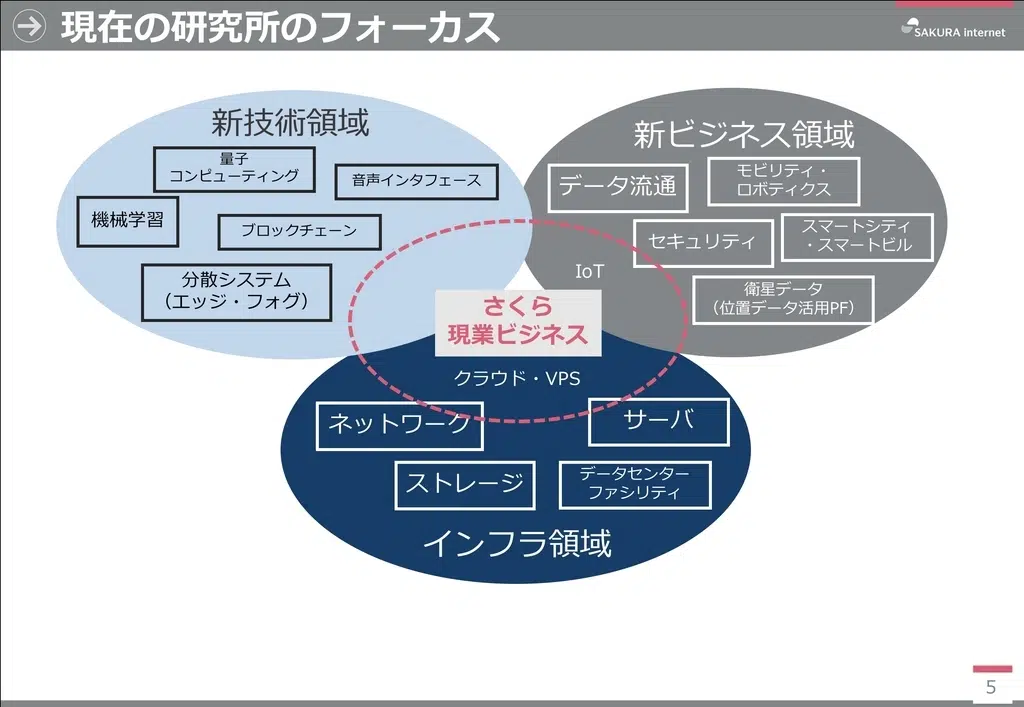 現在の研究所のフォーカス
SAKURA internet
新技術領域
量子
コンピューティング
音声インタフェース
機械学習
ブロックチェーン
分散システム
(エッジ・フォグ)
新ビジネス領域
データ流通
モビリティ・
ロボティクス
セキュリティ
スマートシティ
・スマートビル
IoT
衛星データ
(位置データ活用PF)
さくら
現業ビジネス
クラウド・VPS
ネットワーク
サーバ
ストレージ
データセンター
ファシリティ
インフラ領域
5